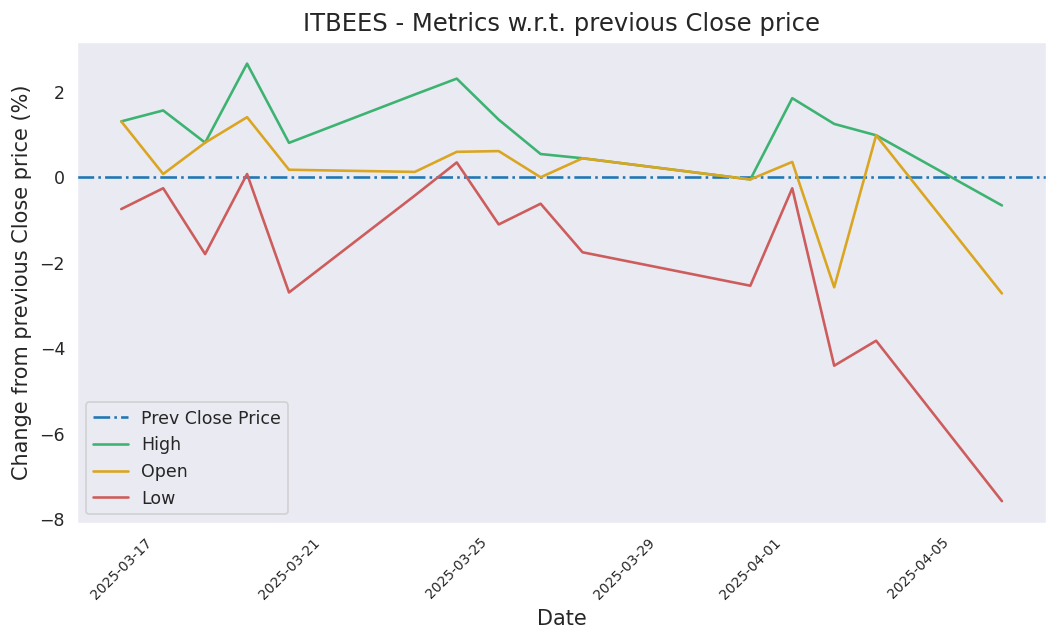 ITBEES - Metrics w.r.t. previous Close price
Change from previous Close price (%)
2
0
−2
−4
−6
−8
Prev Close Price
High
Open
Low
2025-03-17
2025-03-21
2025-03-25
2025-03-29
2025-04-01
2025-04-05
Date